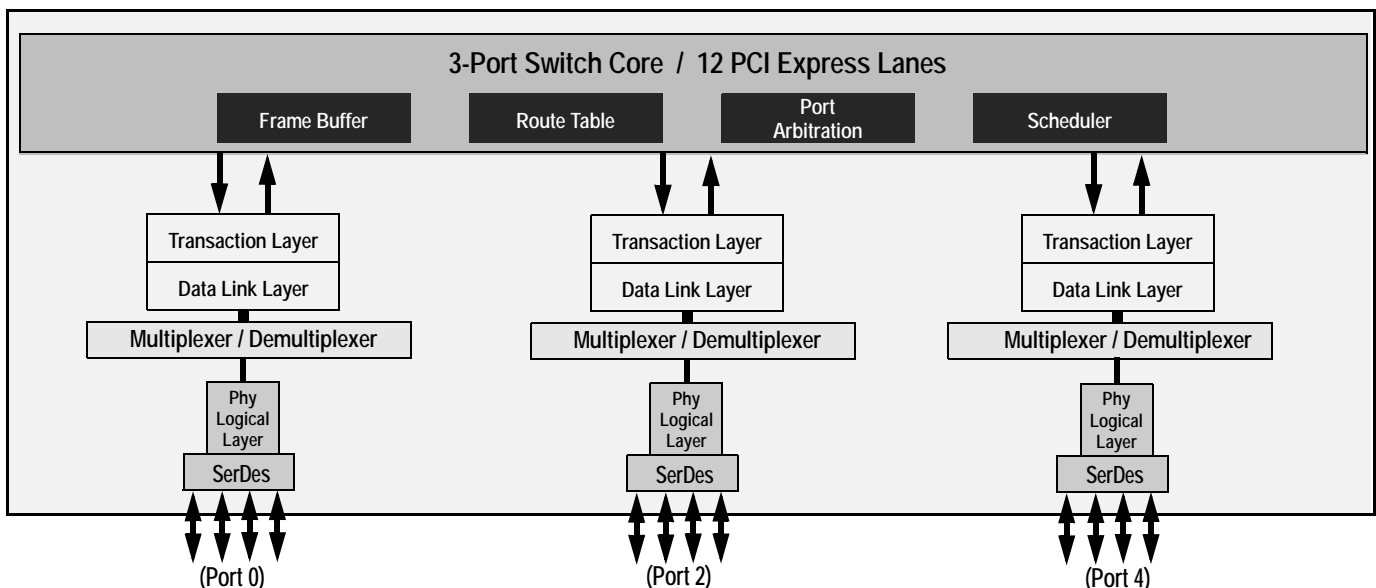 3-Port Switch Core / 12 PCI Express Lanes
Frame Buffer
Route Table
Port
Arbitration
Scheduler
Transaction Layer
Data Link Layer
Multiplexer / Demultiplexer
Phy
Logical
Layer
SerDes
(Port 0)
Transaction Layer
Data Link Layer
Multiplexer / Demultiplexer
Phy
Logical
Layer
SerDes
(Port 2)
Transaction Layer
Data Link Layer
Multiplexer / Demultiplexer
Phy
Logical
Layer
SerDes
(Port 4)